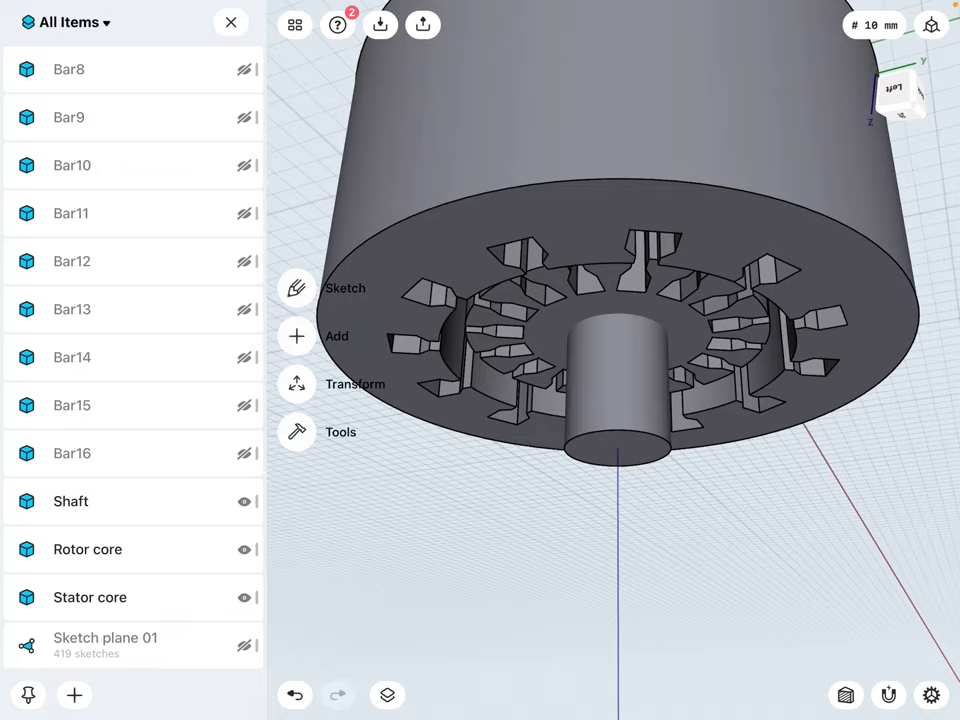 All Items
Bar8
Bar9
Bar10
Bar11
Bar12
Bar13
Bar14
Bar15
Bar16
Shaft
Rotor core
Stator core
Sketch plane 01
419 sketches
2
# 10 mm
Sketch
Add
Transform
Tools
y
Left
z